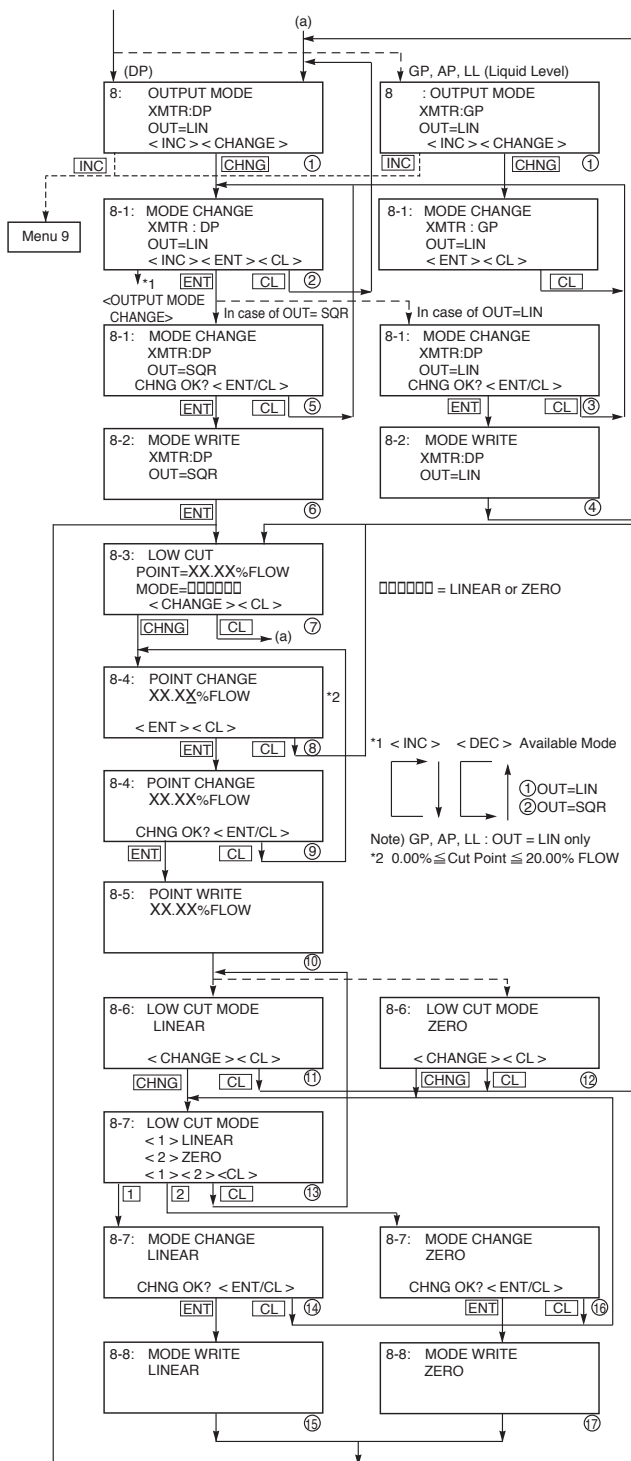 (a)
(DP)
GP, AP, LL (Liquid Level)
8: OUTPUT MODE
XMTR:DP
OUT=LIN
< INC > < CHANGE >
①
8 : OUTPUT MODE
XMTR:GP
OUT=LIN
< INC > < CHANGE >
①
INC
CHNG
INC
CHNG
Menu 9
8-1: MODE CHANGE
XMTR : DP
OUT=LIN
< INC > < ENT > < CL >
②
8-1: MODE CHANGE
XMTR : GP
OUT=LIN
< ENT > < CL >
*1
ENT
CL
CL
<OUTPUT MODE
CHANGE>
In case of OUT= SQR
In case of OUT=LIN
8-1: MODE CHANGE
XMTR:DP
OUT=SQR
CHNG OK? < ENT/CL >
⑤
8-1: MODE CHANGE
XMTR:DP
OUT=LIN
CHNG OK? < ENT/CL >
③
ENT
CL
ENT
CL
8-2: MODE WRITE
XMTR:DP
OUT=SQR
⑥
8-2: MODE WRITE
XMTR:DP
OUT=LIN
④
ENT
8-3: LOW CUT
POINT=XX.XX%FLOW
MODE=▯▯▯▯▯▯
< CHANGE > < CL >
⑦
▯▯▯▯▯▯ = LINEAR or ZERO
CHNG
CL
(a)
8-4: POINT CHANGE
XX.XX%FLOW
< ENT > < CL >
⑧
*2
ENT
CL
*1 < INC > < DEC > Available Mode
①OUT=LIN
②OUT=SQR
Note) GP, AP, LL : OUT = LIN only
*2 0.00%≦Cut Point ≦ 20.00% FLOW
8-4: POINT CHANGE
XX.XX%FLOW
CHNG OK? < ENT/CL >
⑨
ENT
CL
8-5: POINT WRITE
XX.XX%FLOW
⑩
8-6: LOW CUT MODE
LINEAR
< CHANGE > < CL >
⑪
8-6: LOW CUT MODE
ZERO
< CHANGE > < CL >
⑫
CHNG
CL
CHNG
CL
8-7: LOW CUT MODE
< 1 > LINEAR
< 2 > ZERO
< 1 > < 2 > <CL >
⑬
1
2
CL
8-7: MODE CHANGE
LINEAR
CHNG OK? < ENT/CL >
⑭
8-7: MODE CHANGE
ZERO
CHNG OK? < ENT/CL >
⑯
ENT
CL
ENT
CL
8-8: MODE WRITE
LINEAR
⑮
8-8: MODE WRITE
ZERO
⑰